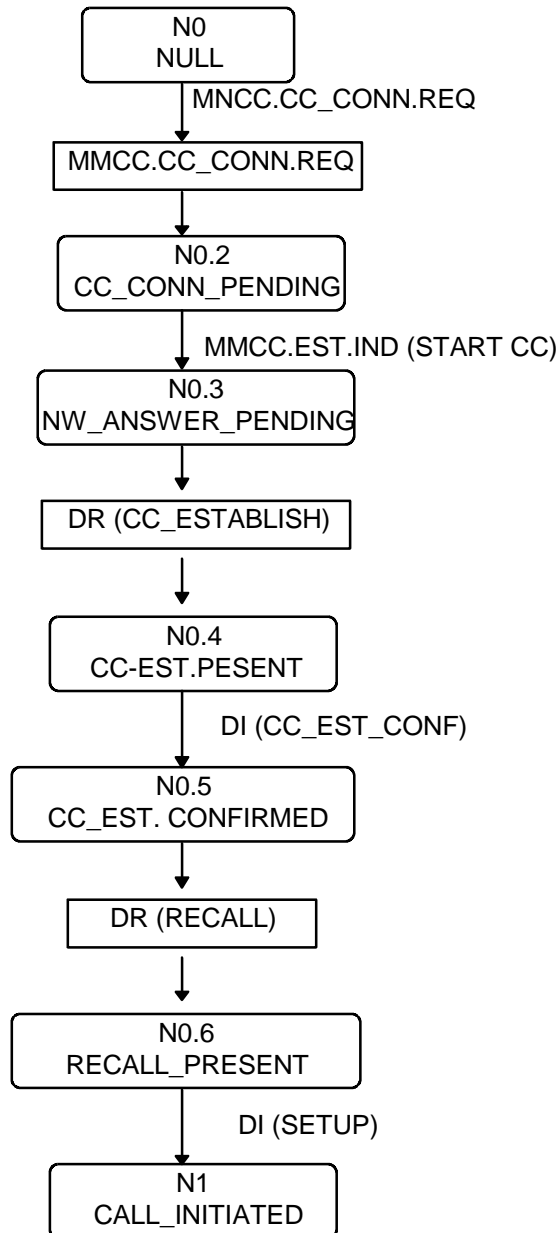 N0
NULL
MNCC.CC_CONN.REQ
MMCC.CC_CONN.REQ
N0.2
CC_CONN_PENDING
MMCC.EST.IND (START CC)
N0.3
NW_ANSWER_PENDING
DR (CC_ESTABLISH)
N0.4
CC-EST.PESENT
DI (CC_EST_CONF)
N0.5
CC_EST. CONFIRMED
DR (RECALL)
N0.6
RECALL_PRESENT
DI (SETUP)
N1
CALL_INITIATED